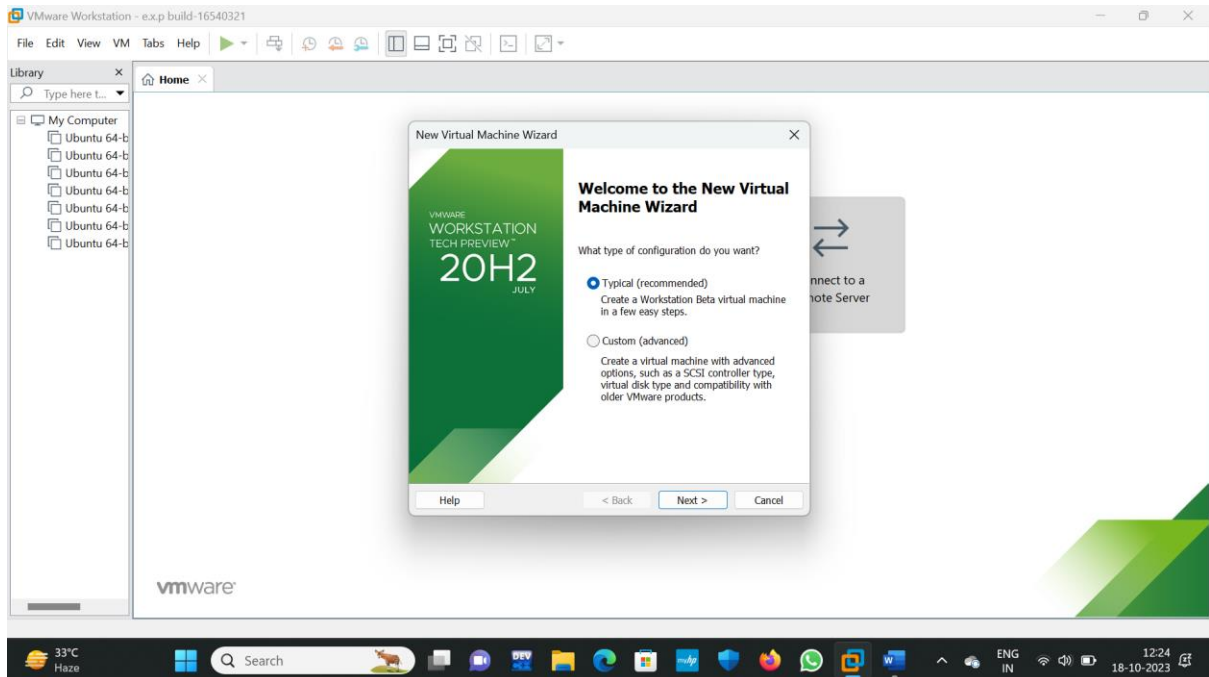 VMware Workstation - e.x.p build-16540321
File Edit View VM Tabs Help
Library
Type here t...
Home
My Computer
Ubuntu 64-b
Ubuntu 64-b
Ubuntu 64-b
Ubuntu 64-b
Ubuntu 64-b
Ubuntu 64-b
Ubuntu 64-b
New Virtual Machine Wizard
VMWARE
WORKSTATION
TECH PREVIEW™
20H2
JULY
Welcome to the New Virtual
Machine Wizard
What type of configuration do you want?
Typical (recommended)
Create a Workstation Beta virtual machine
in a few easy steps.
Custom (advanced)
Create a virtual machine with advanced
options, such as a SCSI controller type,
virtual disk type and compatibility with
older VMware products.
Help
< Back
Next >
Cancel
nnect to a
note Server
vmware®
33°C
Haze
Search
DEV
mhp
W
ENG
IN
12:24
18-10-2023